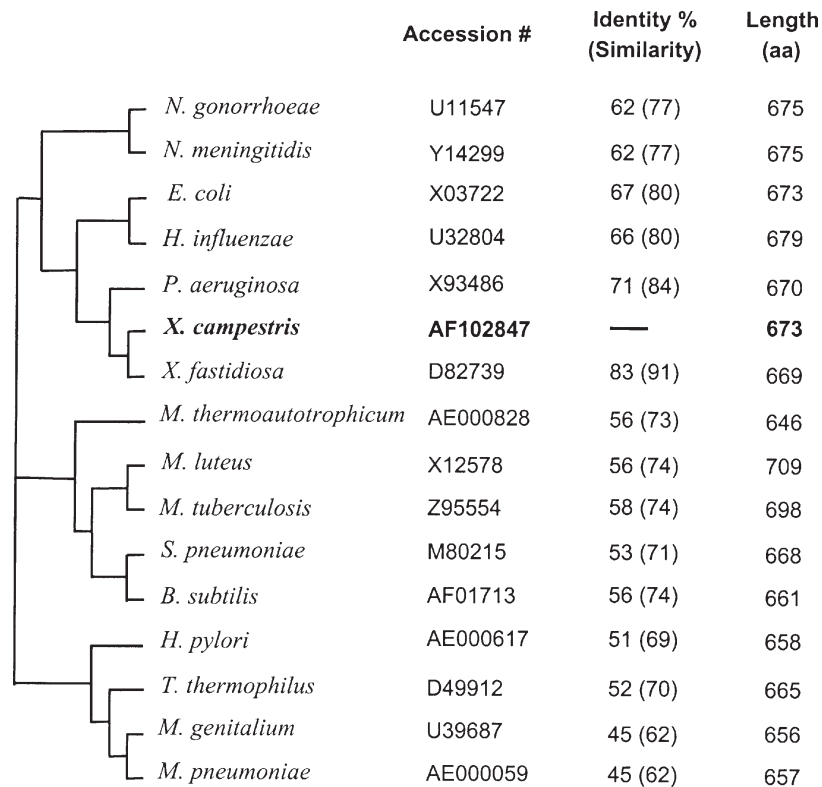 Accession # Identity % (Similarity) Length (aa)
N. gonorrhoeae U11547 62 (77) 675
N. meningitidis Y14299 62 (77) 675
E. coli X03722 67 (80) 673
H. influenzae U32804 66 (80) 679
P. aeruginosa X93486 71 (84) 670
X. campestris AF102847 — 673
X. fastidiosa D82739 83 (91) 669
M. thermoautotrophicum AE000828 56 (73) 646
M. luteus X12578 56 (74) 709
M. tuberculosis Z95554 58 (74) 698
S. pneumoniae M80215 53 (71) 668
B. subtilis AF01713 56 (74) 661
H. pylori AE000617 51 (69) 658
T. thermophilus D49912 52 (70) 665
M. genitalium U39687 45 (62) 656
M. pneumoniae AE000059 45 (62) 657